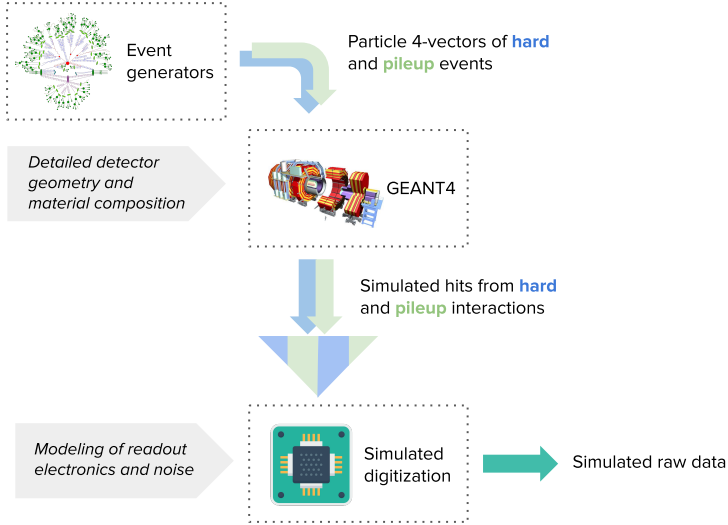 Event
generators
Particle 4-vectors of hard
and pileup events
Detailed detector
geometry and
material composition
GEANT4
Simulated hits from hard
and pileup interactions
Modeling of readout
electronics and noise
Simulated
digitization
Simulated raw data